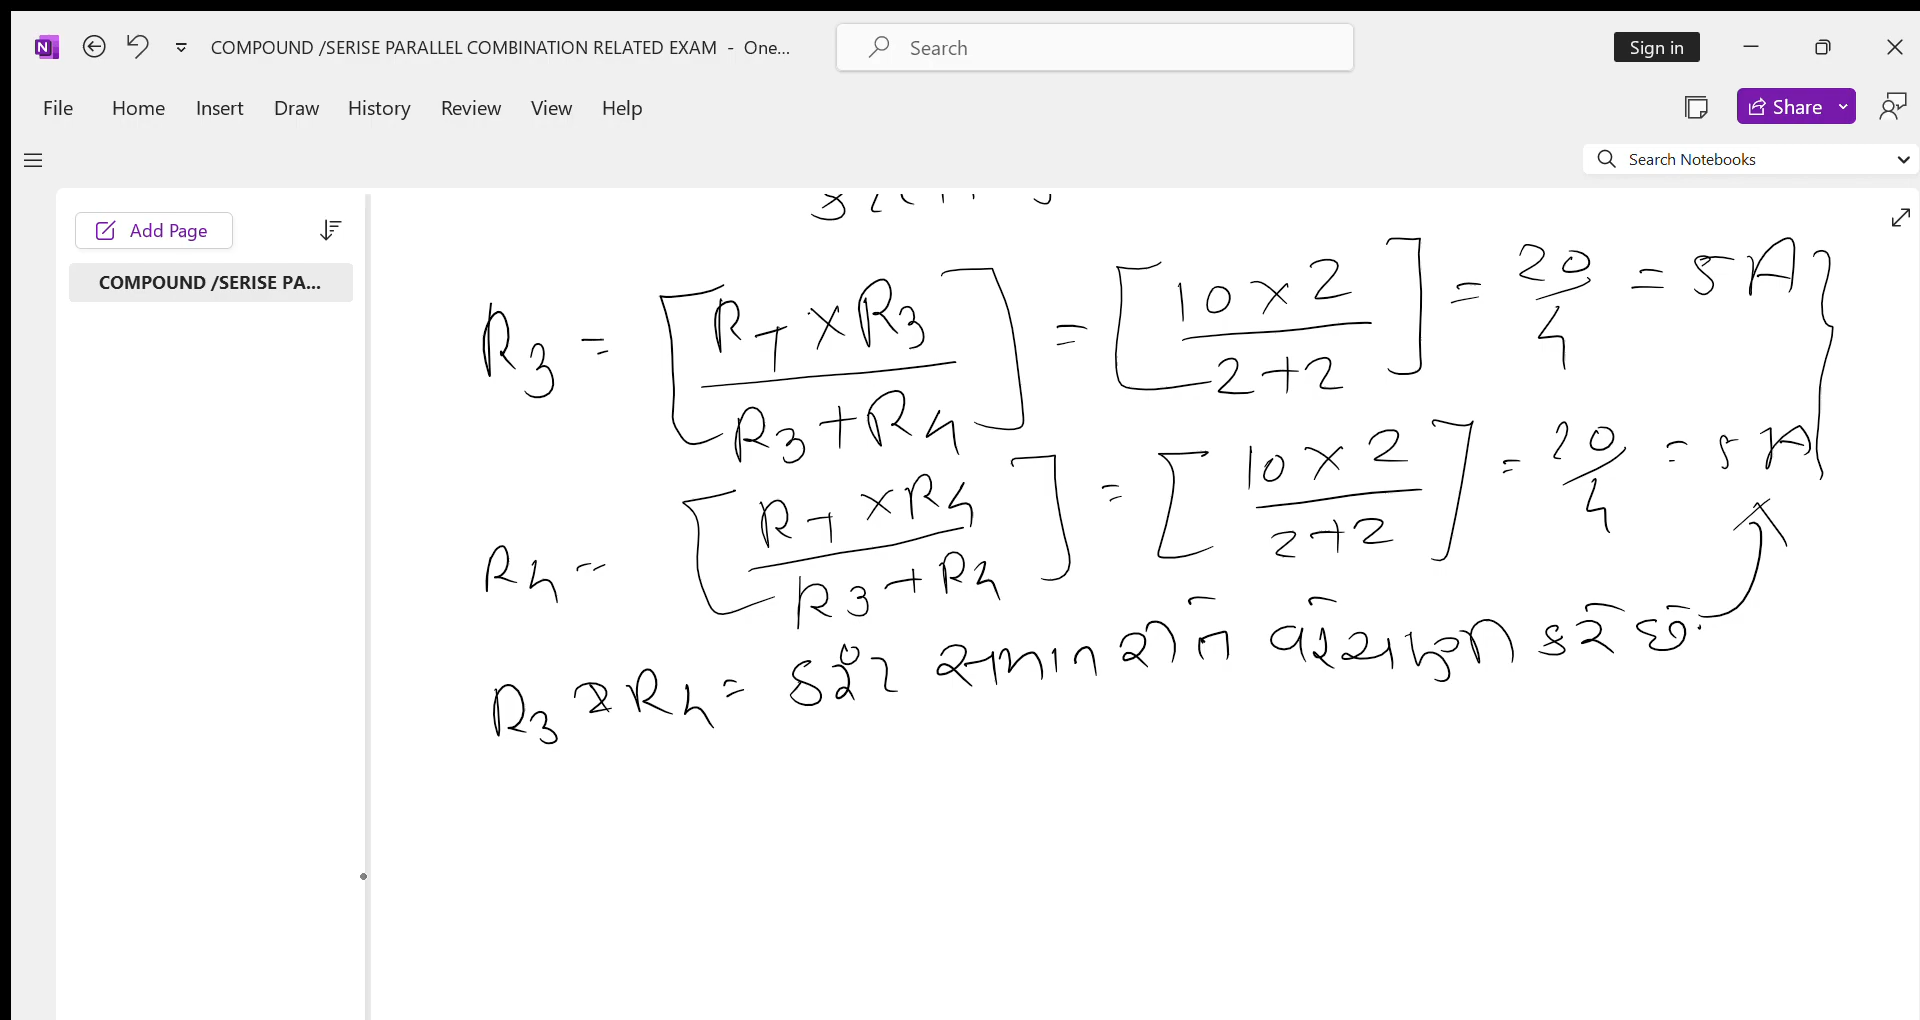 COMPOUND /SERISE PARALLEL COMBINATION RELATED EXAM - One...
Search
Sign in
File Home Insert Draw History Review View Help
Share
Search Notebooks
Add Page
COMPOUND /SERISE PA...
R3 = [RT × R3 / R3 + R4] = [10 × 2 / 2+2] = 20/4 = 5 A
R4 = [RT × R4 / R3 + R4] = [10 × 2 / 2+2] = 20/4 = 5 A
R3 R4 =